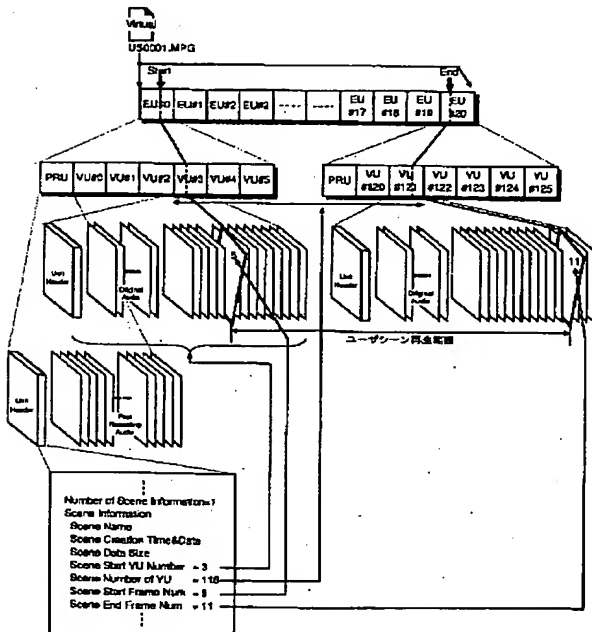 Virtual
US0001.MPG
Start
End
EU#0 EU#1 EU#2 EU#3 ---- ---- EU #17 EU #18 EU #19 EU #20
PRU VU#0 VU#1 VU#2 VU#3 VU#4 VU#5
PRU VU #120 VU #121 VU #122 VU #123 VU #124 VU #125
Unit Header
Original Audio
Unit Header
Original Audio
11
ユーザシーン再生範囲
Unit Header
Post Recording Audio
Number of Scene Information=1
Scene Information
Scene Name
Scene Creation Time&Date
Scene Data Size
Scene Start VU Number = 3
Scene Number of YU = 118
Scene Start Frame Num
Scene End Frame Num = 11